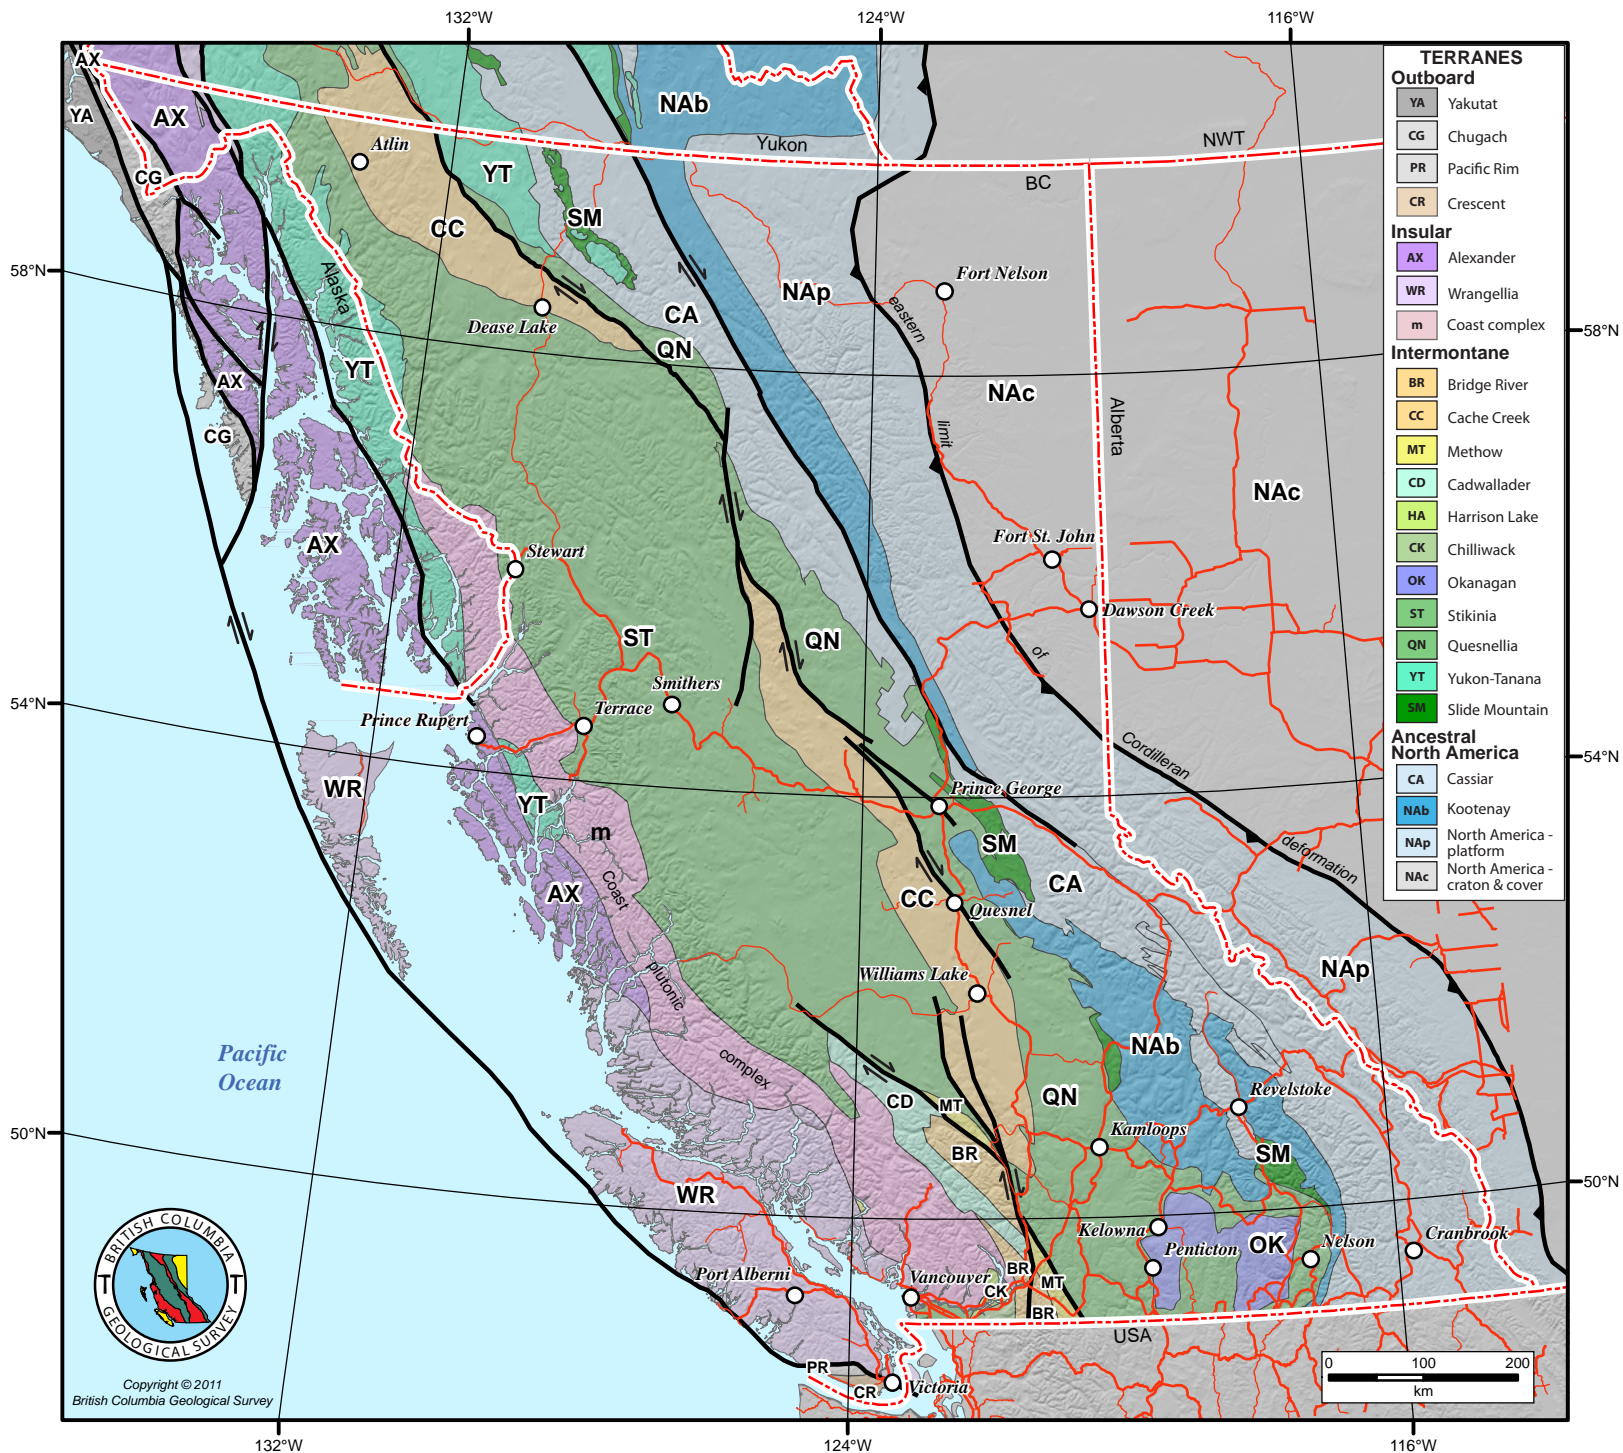 132°W
124°W
116°W
AX
YA
AX
CG
NAb
Yukon
NWT
BC
Atlin
YT
CC
SM
58°N
Alaska
Dease Lake
CA
QN
NAp
eastern
Fort Nelson
58°N
YT
AX
CG
limit
NAc
Alberta
NAc
AX
Stewart
Fort St. John
Dawson Creek
ST
QN
of
Smithers
Terrace
54°N
Prince Rupert
Cordilleran
54°N
WR
YT
m
Prince George
SM
deformation
AX
Coast
CC
CA
Quesnel
plutonic
Williams Lake
NAp
Pacific
Ocean
complex
NAb
CD
MT
QN
Revelstoke
50°N
Kamloops
BR
SM
WR
50°N
Kelowna
Penticton
OK
Nelson
Cranbrook
Port Alberni
Vancouver
BR
CK
MT
BR
USA
PR
CR
Victoria
TERRANES
Outboard
YA Yakutat
CG Chugach
PR Pacific Rim
CR Crescent
Insular
AX Alexander
WR Wrangellia
m Coast complex
Intermontane
BR Bridge River
CC Cache Creek
MT Methow
CD Cadwallader
HA Harrison Lake
CK Chilliwack
OK Okanagan
ST Stikinia
QN Quesnellia
YT Yukon-Tanana
SM Slide Mountain
Ancestral
North America
CA Cassiar
NAb Kootenay
NAp North America -
platform
NAc North America -
craton & cover
BRITISH COLUMBIA
GEOLOGICAL SURVEY
Copyright © 2011
British Columbia Geological Survey
0 100 200
km
132°W
124°W
116°W